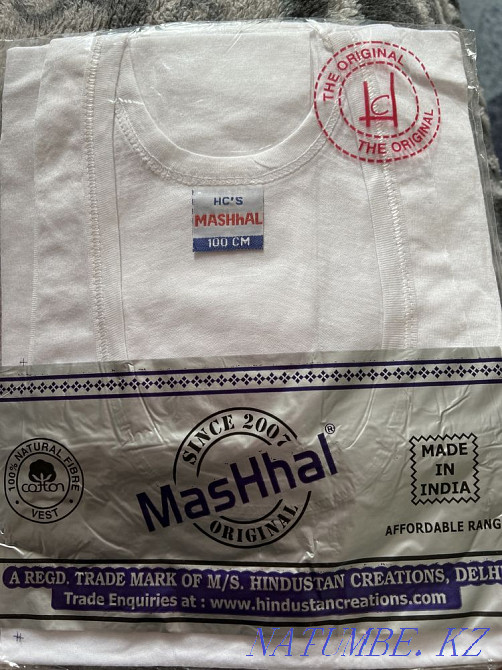 THE ORIGINAL
HC
THE ORIGINAL
HC'S
MASHhAL
100 CM
SINCE 2007
MasHhal®
ORIGINAL
100% NATURAL FIBRE
cotton
VEST
MADE
IN
INDIA
AFFORDABLE RANG
A REGD. TRADE MARK OF M/S. HINDUSTAN CREATIONS, DELH
Trade Enquiries at : www.hindustancreations.com
NATUMBE. KZ